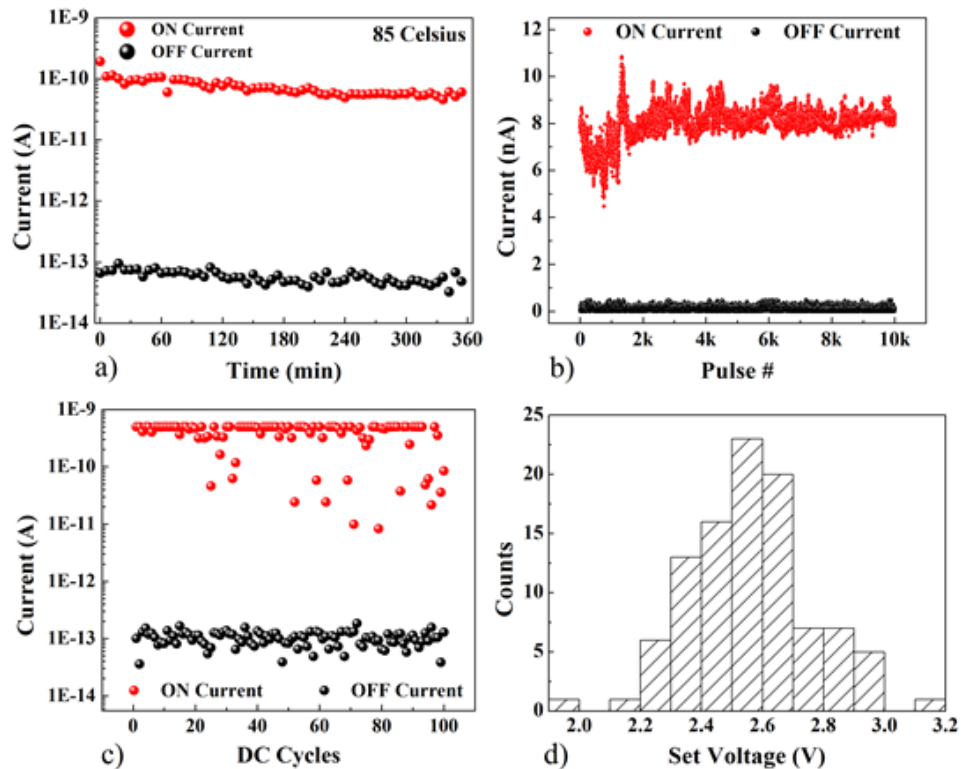 1E-9
ON Current
OFF Current
85 Celsius
1E-10
1E-11
1E-12
1E-13
1E-14
Current (A)
0 60 120 180 240 300 360
a)
Time (min)
12
ON Current OFF Current
10
8
6
4
2
0
Current (nA)
0 2k 4k 6k 8k 10k
b)
Pulse #
1E-9
1E-10
1E-11
1E-12
1E-13
1E-14
Current (A)
ON Current OFF Current
0 20 40 60 80 100
c)
DC Cycles
25
20
15
10
5
0
Counts
2.0 2.2 2.4 2.6 2.8 3.0 3.2
d)
Set Voltage (V)